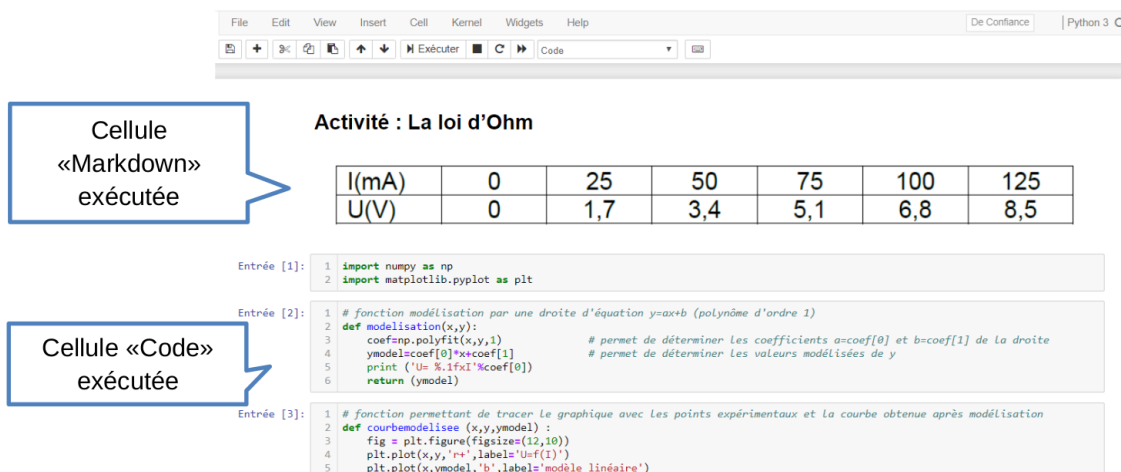 File Edit View Insert Cell Kernel Widgets Help De Confiance Python 3
Exécuter Code
Cellule
«Markdown»
exécutée
Activité : La loi d'Ohm
I(mA) 0 25 50 75 100 125
U(V) 0 1,7 3,4 5,1 6,8 8,5
Entrée [1]:
1 import numpy as np
2 import matplotlib.pyplot as plt
Cellule «Code»
exécutée
Entrée [2]:
1 # fonction modélisation par une droite d'équation y=ax+b (polynôme d'ordre 1)
2 def modelisation(x,y):
3 coef=np.polyfit(x,y,1) # permet de déterminer les coefficients a=coef[0] et b=coef[1] de la droite
4 ymodel=coef[0]*x+coef[1] # permet de déterminer les valeurs modélisées de y
5 print ('U= %.1fxI'%coef[0])
6 return (ymodel)
Entrée [3]:
1 # fonction permettant de tracer le graphique avec les points expérimentaux et la courbe obtenue après modélisation
2 def courbemodelisee (x,y,ymodel) :
3 fig = plt.figure(figsize=(12,10))
4 plt.plot(x,y,'r+',label='U=f(I)')
5 plt.plot(x,ymodel,'b',label='modèle linéaire')